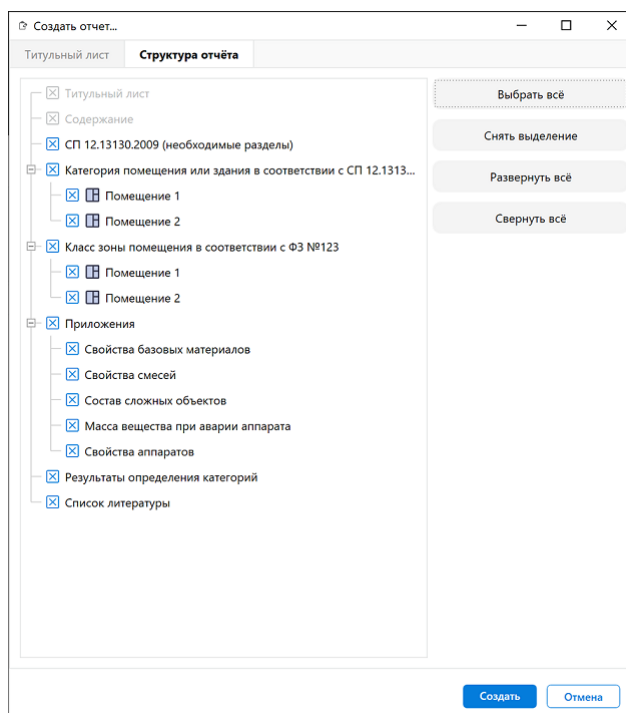 Создать отчет...
Титульный лист Структура отчёта
Титульный лист
Содержание
СП 12.13130.2009 (необходимые разделы)
Категория помещения или здания в соответствии с СП 12.1313...
Помещение 1
Помещение 2
Класс зоны помещения в соответствии с ФЗ №123
Помещение 1
Помещение 2
Приложения
Свойства базовых материалов
Свойства смесей
Состав сложных объектов
Масса вещества при аварии аппарата
Свойства аппаратов
Результаты определения категорий
Список литературы
Выбрать всё
Снять выделение
Развернуть всё
Свернуть всё
Создать Отмена